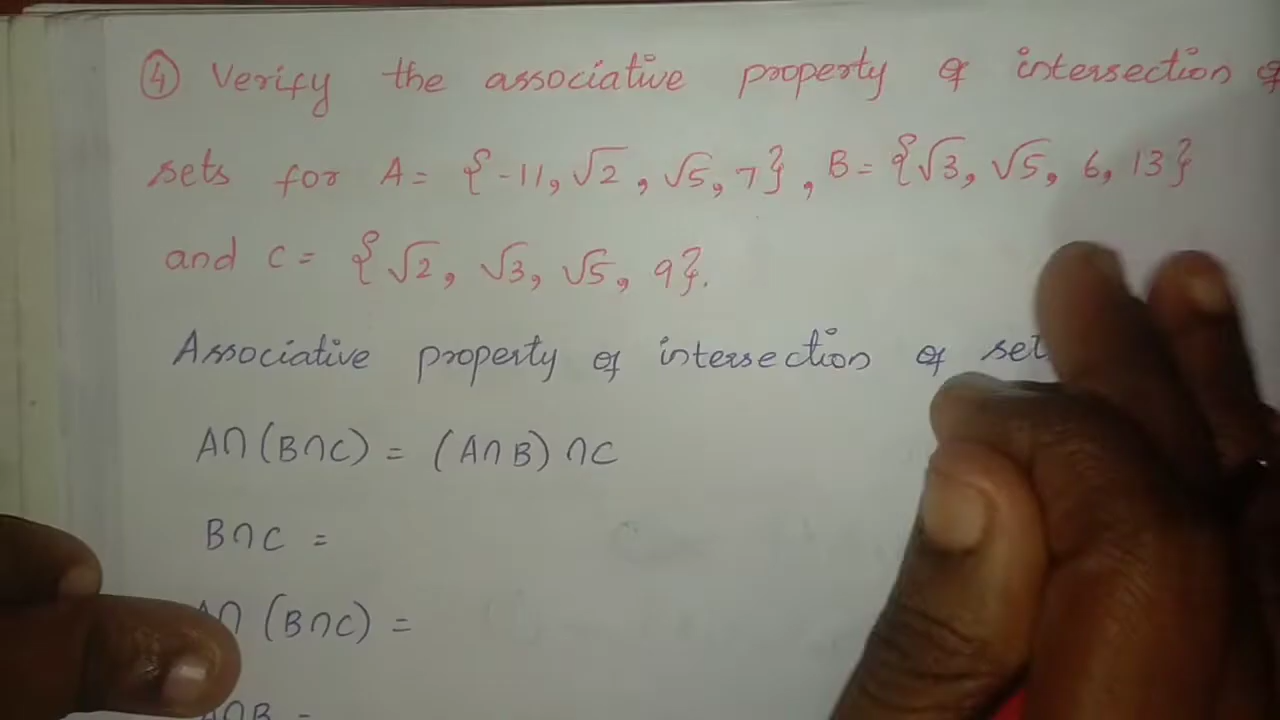 ④ Verify the associative property of intersection of
sets for A = {-11, √2, √5, 7}, B = {√3, √5, 6, 13}
and C = {√2, √3, √5, 9}.
Associative property of intersection of set
A∩(B∩C) = (A∩B)∩C
B∩C =
A∩(B∩C) =
A∩B =